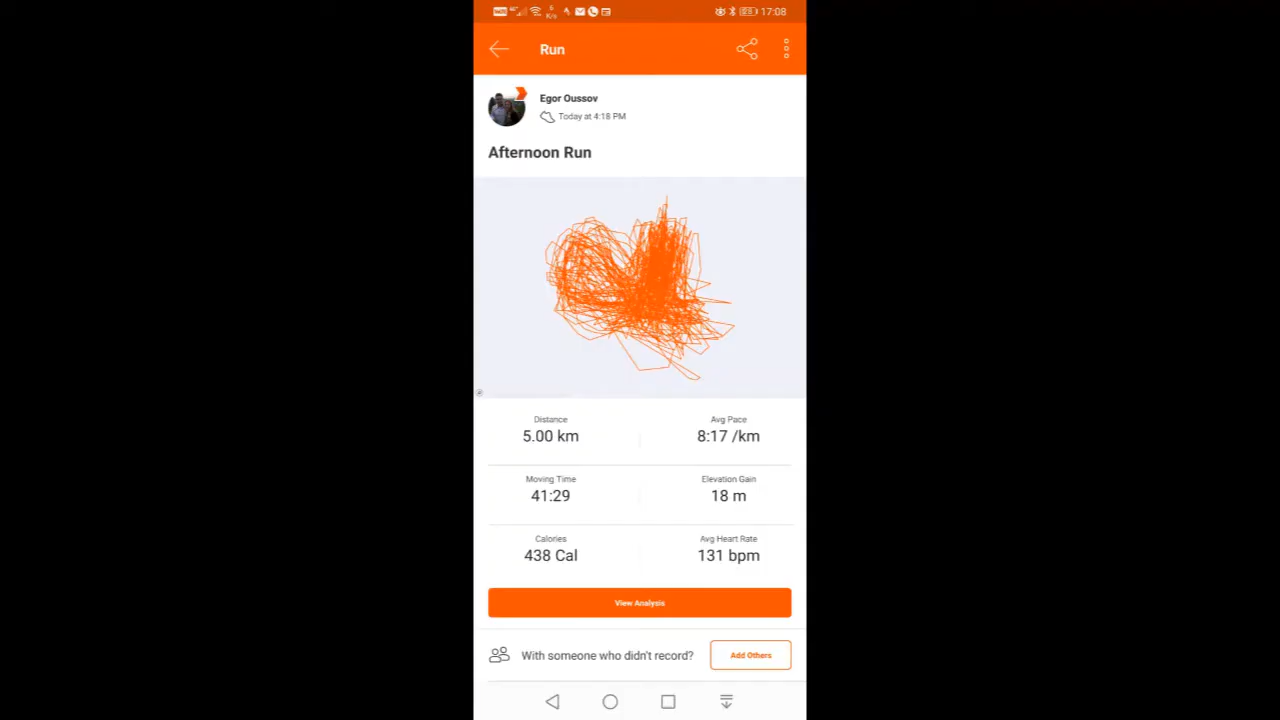 17:08
Run
Egor Oussov
Today at 4:18 PM
Afternoon Run
Distance
Avg Pace
5.00 km
8:17 /km
Moving Time
Elevation Gain
41:29
18 m
Calories
Avg Heart Rate
438 Cal
131 bpm
View Analysis
With someone who didn't record?
Add Others